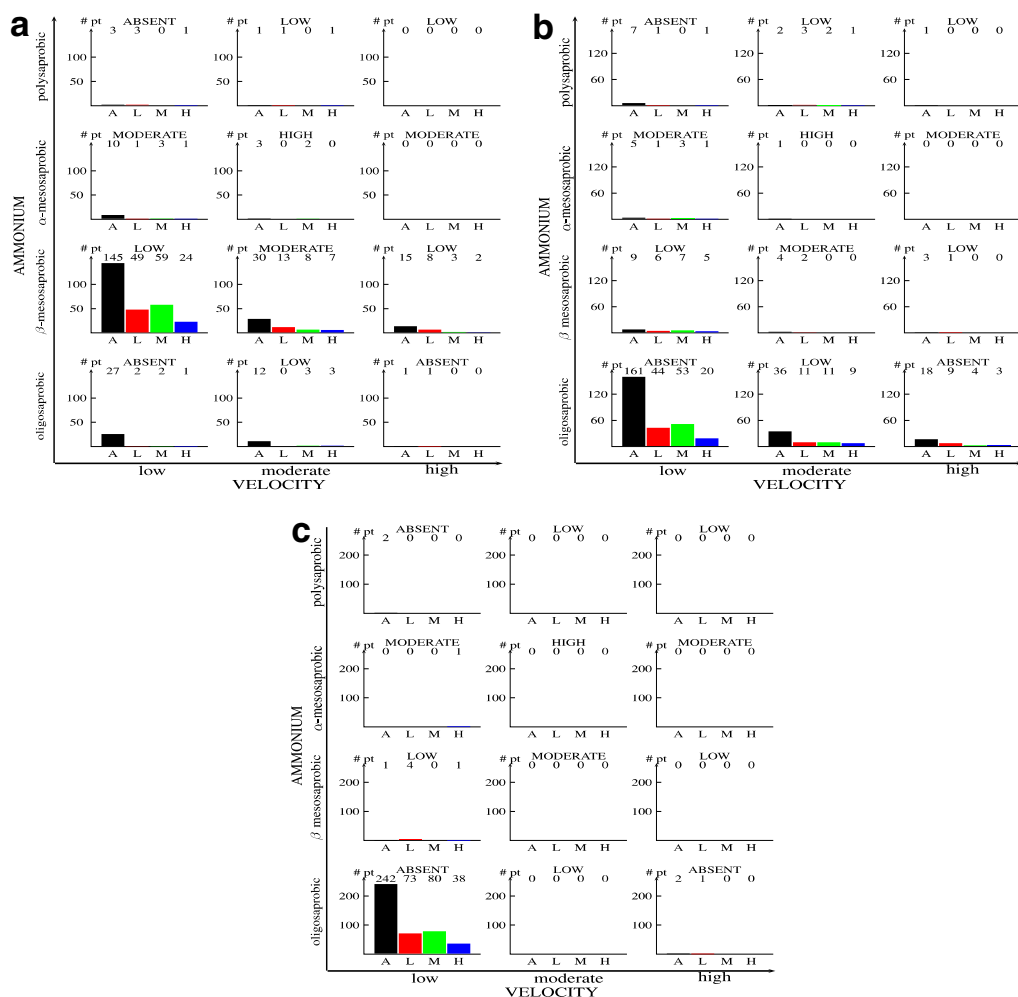 a
AMMONIUM
polysaprobic
# pt ABSENT
3 3 0 1
100
50
A L M H
# pt LOW
1 1 0 1
100
50
A L M H
# pt LOW
0 0 0 0
100
50
A L M H
α-mesosaprobic
# pt MODERATE
10 1 3 1
100
50
A L M H
# pt HIGH
3 0 2 0
100
50
A L M H
# pt MODERATE
0 0 0 0
100
50
A L M H
β-mesosaprobic
# pt LOW
145 49 59 24
100
50
A L M H
# pt MODERATE
30 13 8 7
100
50
A L M H
# pt LOW
15 8 3 2
100
50
A L M H
oligosaprobic
# pt ABSENT
27 2 2 1
100
50
A L M H
# pt LOW
12 0 3 3
100
50
A L M H
# pt ABSENT
1 1 0 0
100
50
A L M H
low moderate high
VELOCITY
b
AMMONIUM
polysaprobic
# pt ABSENT
7 1 0 1
120
60
A L M H
# pt LOW
2 3 2 1
120
60
A L M H
# pt LOW
1 0 0 0
120
60
A L M H
α-mesosaprobic
# pt MODERATE
5 1 3 1
120
60
A L M H
# pt HIGH
1 0 0 0
120
60
A L M H
# pt MODERATE
0 0 0 0
120
60
A L M H
β mesosaprobic
# pt LOW
9 6 7 5
120
60
A L M H
# pt MODERATE
4 2 0 0
120
60
A L M H
# pt LOW
3 1 0 0
120
60
A L M H
oligosaprobic
# pt ABSENT
161 44 53 20
120
60
A L M H
# pt LOW
36 11 11 9
120
60
A L M H
# pt ABSENT
18 9 4 3
120
60
A L M H
low moderate high
VELOCITY
c
AMMONIUM
polysaprobic
# pt ABSENT
2 0 0 0
200
100
A L M H
# pt LOW
0 0 0 0
200
100
A L M H
# pt LOW
0 0 0 0
200
100
A L M H
α-mesosaprobic
# pt MODERATE
0 0 0 1
200
100
A L M H
# pt HIGH
0 0 0 0
200
100
A L M H
# pt MODERATE
0 0 0 0
200
100
A L M H
β mesosaprobic
# pt LOW
1 4 0 1
200
100
A L M H
# pt MODERATE
0 0 0 0
200
100
A L M H
# pt LOW
0 0 0 0
200
100
A L M H
oligosaprobic
# pt ABSENT
242 73 80 38
200
100
A L M H
# pt LOW
0 0 0 0
200
100
A L M H
# pt ABSENT
2 1 0 0
200
100
A L M H
low moderate high
VELOCITY